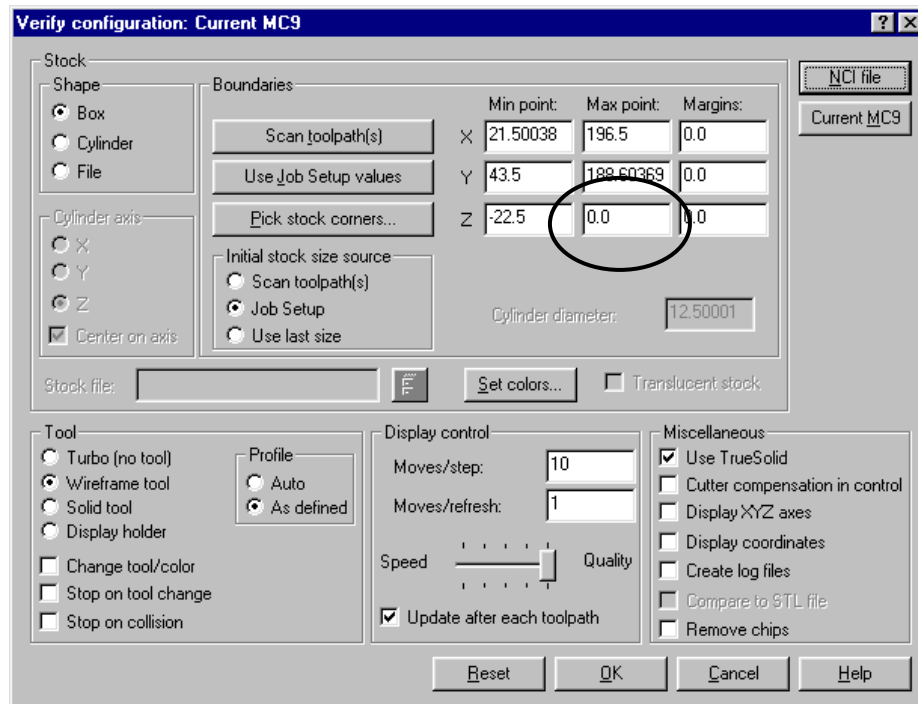 Verify configuration: Current MC9
Stock
Shape
Box
Cylinder
File
Cylinder axis
X
Y
Z
Center on axis
Boundaries
Scan toolpath(s)
Use Job Setup values
Pick stock corners...
Initial stock size source
Scan toolpath(s)
Job Setup
Use last size
Min point: Max point: Margins:
X 21.50038 196.5 0.0
Y 43.5 188.60369 0.0
Z -22.5 0.0 0.0
Cylinder diameter: 12.50001
NCI file
Current MC9
Stock file:
Set colors...
Translucent stock
Tool
Turbo (no tool)
Wireframe tool
Solid tool
Display holder
Profile
Auto
As defined
Change tool/color
Stop on tool change
Stop on collision
Display control
Moves/step: 10
Moves/refresh: 1
Speed Quality
Update after each toolpath
Miscellaneous
Use TrueSolid
Cutter compensation in control
Display XYZ axes
Display coordinates
Create log files
Compare to STL file
Remove chips
Reset OK Cancel Help